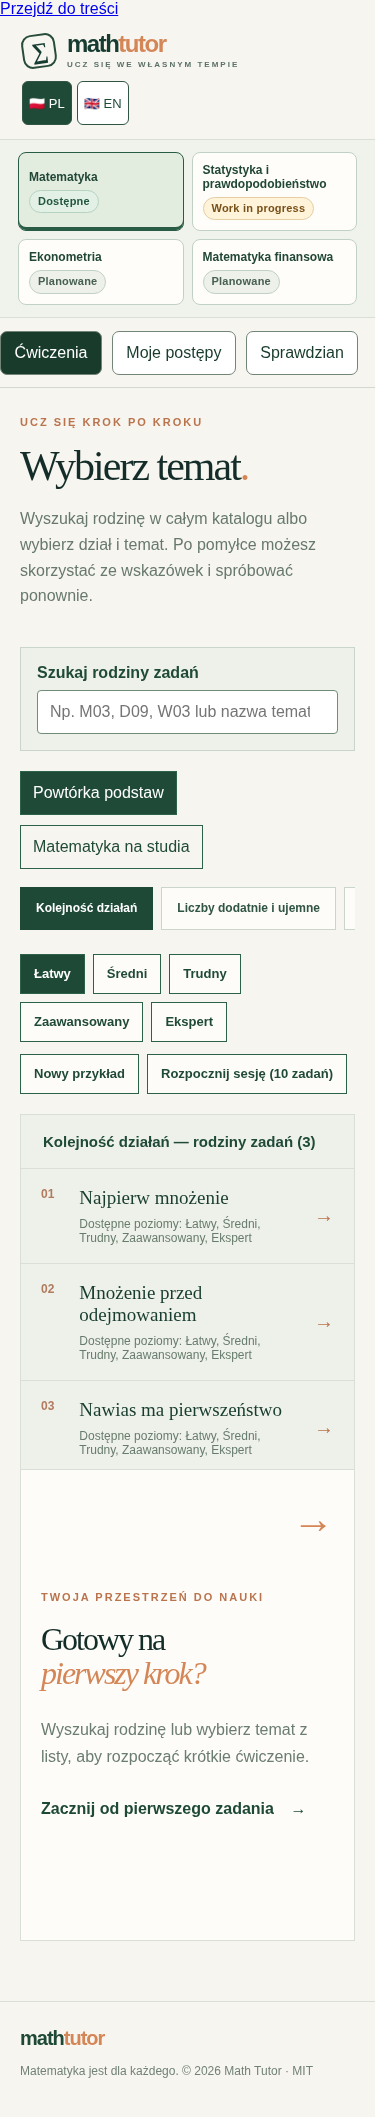 Przejdź do treści
∑ mathtutor
UCZ SIĘ WE WŁASNYM TEMPIE
🇵🇱 PL 🇬🇧 EN
Matematyka
Dostępne
Statystyka i
prawdopodobieństwo
Work in progress
Ekonometria
Planowane
Matematyka finansowa
Planowane
Ćwiczenia Moje postępy Sprawdzian
UCZ SIĘ KROK PO KROKU
Wybierz temat.
Wyszukaj rodzinę w całym katalogu albo
wybierz dział i temat. Po pomyłce możesz
skorzystać ze wskazówek i spróbować
ponownie.
Szukaj rodziny zadań
Np. M03, D09, W03 lub nazwa temat
Powtórka podstaw
Matematyka na studia
Kolejność działań Liczby dodatnie i ujemne
Łatwy Średni Trudny
Zaawansowany Ekspert
Nowy przykład Rozpocznij sesję (10 zadań)
Kolejność działań — rodziny zadań (3)
01 Najpierw mnożenie
Dostępne poziomy: Łatwy, Średni,
Trudny, Zaawansowany, Ekspert
→
02 Mnożenie przed
odejmowaniem
Dostępne poziomy: Łatwy, Średni,
Trudny, Zaawansowany, Ekspert
→
03 Nawias ma pierwszeństwo
Dostępne poziomy: Łatwy, Średni,
Trudny, Zaawansowany, Ekspert
→
→
TWOJA PRZESTRZEŃ DO NAUKI
Gotowy na
pierwszy krok?
Wyszukaj rodzinę lub wybierz temat z
listy, aby rozpocząć krótkie ćwiczenie.
Zacznij od pierwszego zadania →
mathtutor
Matematyka jest dla każdego. © 2026 Math Tutor · MIT